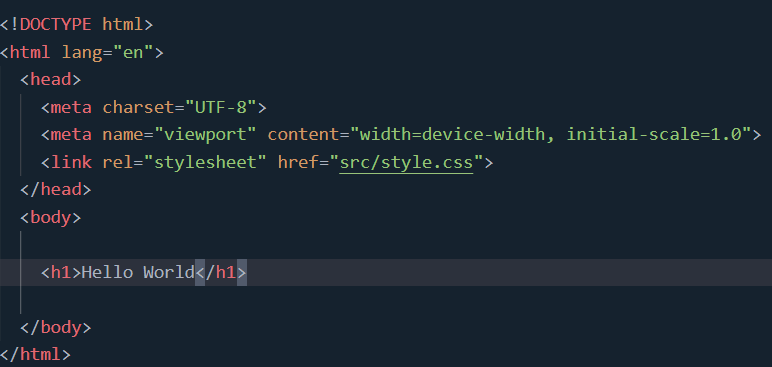 <!DOCTYPE html>
<html lang="en">
<head>
<meta charset="UTF-8">
<meta name="viewport" content="width=device-width, initial-scale=1.0">
<link rel="stylesheet" href="src/style.css">
</head>
<body>
<h1>Hello World</h1>
</body>
</html>